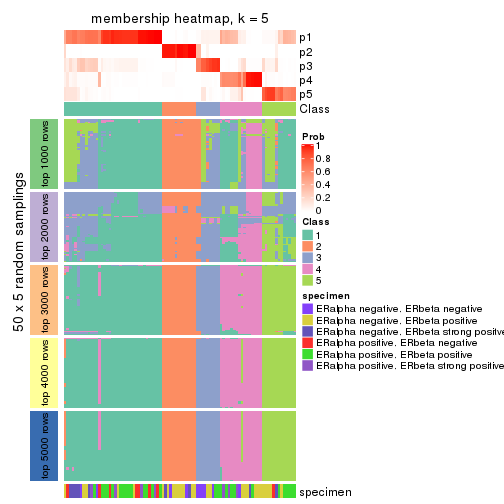 membership heatmap, k = 5
p1
p2
p3
p4
p5
Class
50 x 5 random samplings
top 1000 rows
top 2000 rows
top 3000 rows
top 4000 rows
top 5000 rows
Prob
1
0.8
0.6
0.4
0.2
0
Class
1
2
3
4
5
specimen
ERalpha negative. ERbeta negative
ERalpha negative. ERbeta positive
ERalpha negative. ERbeta strong positive
ERalpha positive. ERbeta negative
ERalpha positive. ERbeta positive
ERalpha positive. ERbeta strong positive
specimen